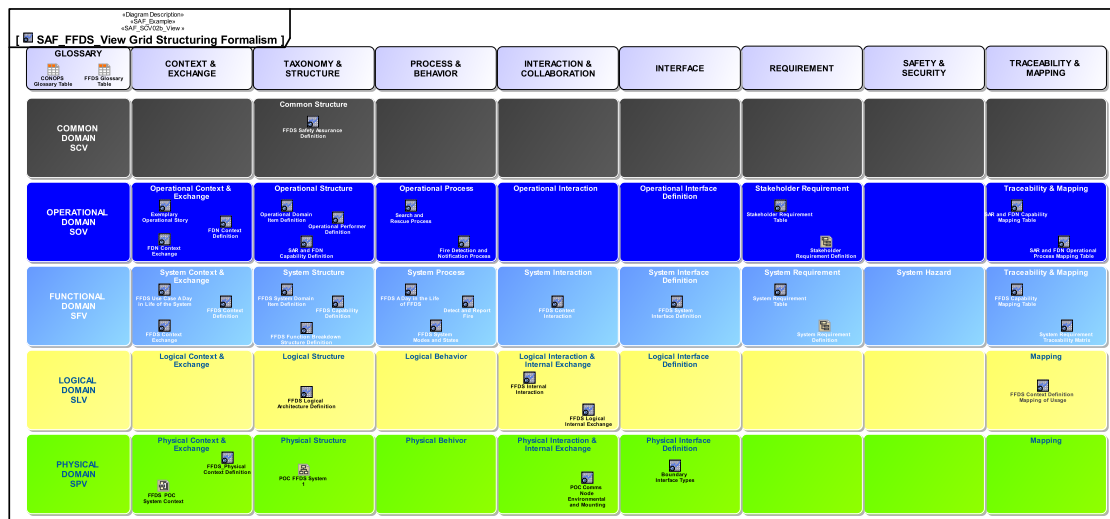 «Diagram Description»
«SAF_Example»
«SAF_SCV02b_View »
[ SAF_FFDS_View Grid Structuring Formalism ]
GLOSSARY
CONOPS
Glossary Table
FFDS Glossary
Table
CONTEXT &
EXCHANGE
TAXONOMY &
STRUCTURE
PROCESS &
BEHAVIOR
INTERACTION &
COLLABORATION
INTERFACE
REQUIREMENT
SAFETY &
SECURITY
TRACEABILITY &
MAPPING
COMMON
DOMAIN
SCV
Common Structure
FFDS Safety Assurance
Definition
OPERATIONAL
DOMAIN
SOV
Operational Context &
Exchange
Exemplary
Operational Story
FDN Context
Definition
FDN Context
Exchange
Operational Structure
Operational Domain
Item Definition
Operational Performer
Definition
SAR and FDN
Capability Definition
Operational Process
Search and
Rescue Process
Fire Detection and
Notification Process
Operational Interaction
Operational Interface
Definition
Stakeholder Requirement
Stakeholder Requirement
Table
Stakeholder
Requirement Definition
Traceability & Mapping
SAR and FDN Capability
Mapping Table
SAR and FDN Operational
Process Mapping Table
FUNCTIONAL
DOMAIN
SFV
System Context &
Exchange
FFDS Use Case A Day
in Life of the System
FFDS Context
Definition
FFDS Context
Exchange
System Structure
FFDS System Domain
Item Definition
FFDS Capability
Definition
FFDS Function Breakdown
Structure Definition
System Process
FFDS A Day in the Life
of FFDS
Detect and Report
Fire
FFDS System
Modes and States
System Interaction
FFDS Context
Interaction
System Interface
Definition
FFDS System
Interface Definition
System Requirement
System Requirement
Table
System Requirement
Definition
System Hazard
Traceability & Mapping
FFDS Capability
Mapping Table
System Requirement
Traceability Matrix
LOGICAL
DOMAIN
SLV
Logical Context &
Exchange
Logical Structure
FFDS Logical
Architecture Definition
Logical Behavior
Logical Interaction &
Internal Exchange
FFDS Internal
Interaction
FFDS Logical
Internal Exchange
Logical Interface
Definition
Mapping
FFDS Context Definition
Mapping of Usage
PHYSICAL
DOMAIN
SPV
Physical Context &
Exchange
FFDS_Physical
Context Definition
FFDS_POC
System Context
Physical Structure
POC FFDS System
1
Physical Behivor
Physical Interaction &
Internal Exchange
POC Comms
Node
Environmental
and Mounting
Physical Interface
Definition
Boundary
Interface Types
Mapping